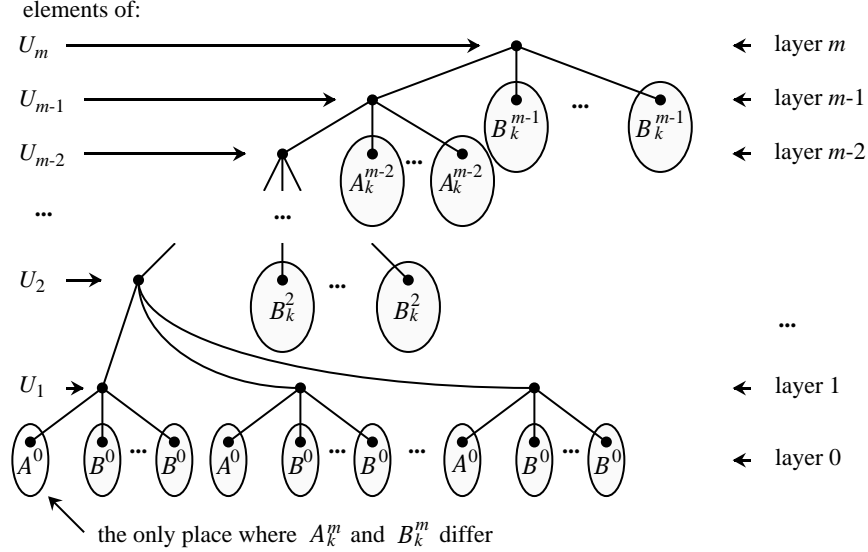 elements of:
U_m layer m
U_{m-1} B_k^{m-1} ... B_k^{m-1} layer m-1
U_{m-2} A_k^{m-2} ... A_k^{m-2} layer m-2
... ...
U_2 B_k^2 ... B_k^2
...
U_1 layer 1
A^0 B^0 ... B^0 A^0 B^0 ... B^0 ... A^0 B^0 ... B^0 layer 0
the only place where A_k^m and B_k^m differ